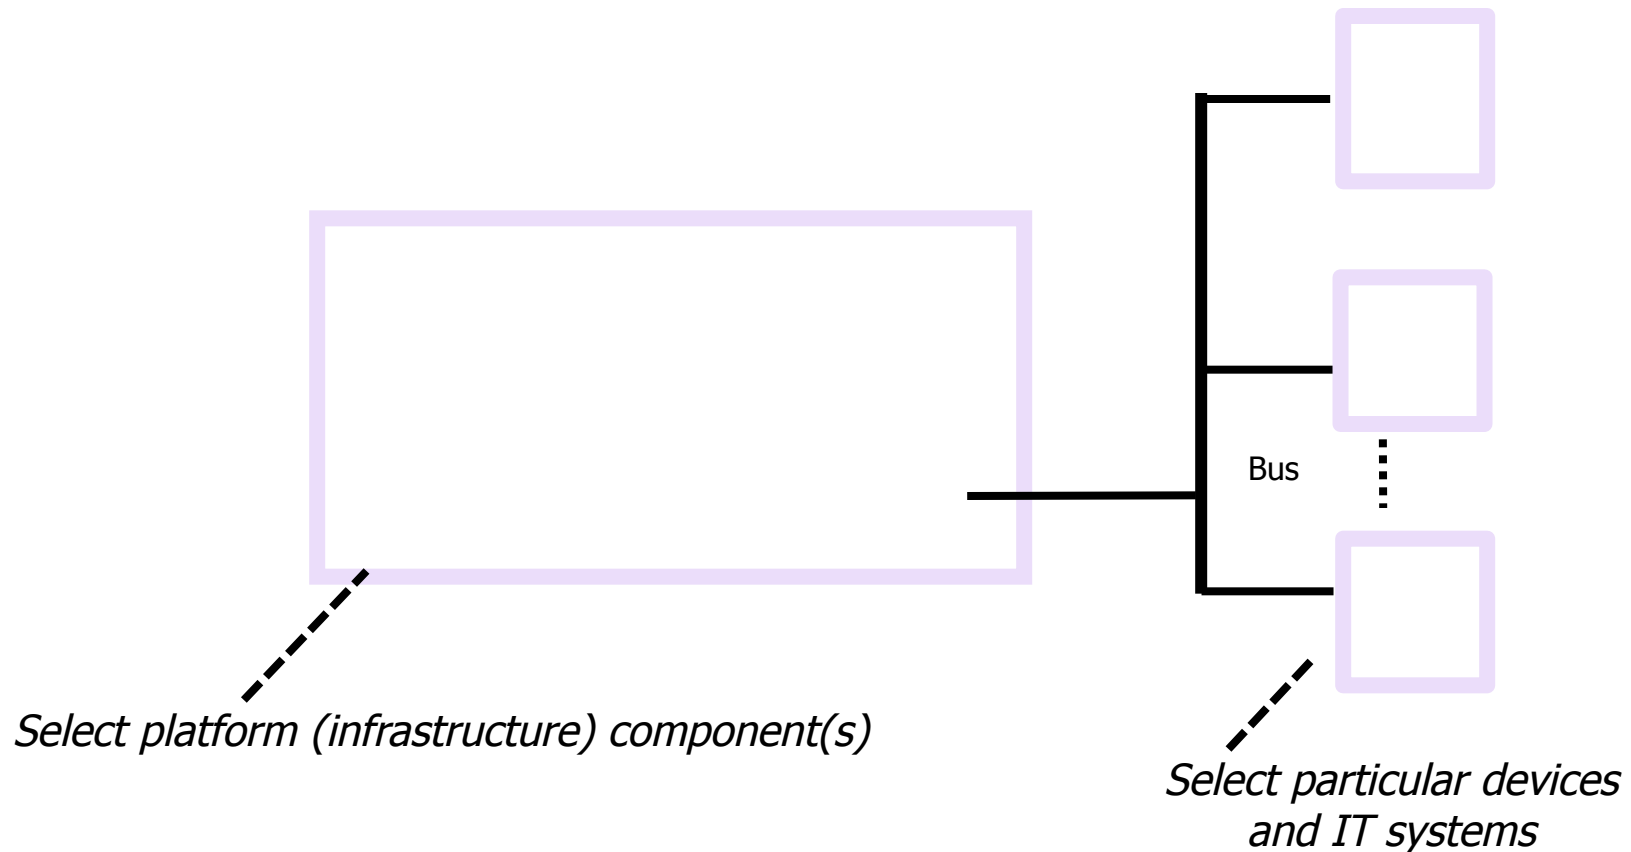 Bus
Select platform (infrastructure) component(s)
Select particular devices
and IT systems